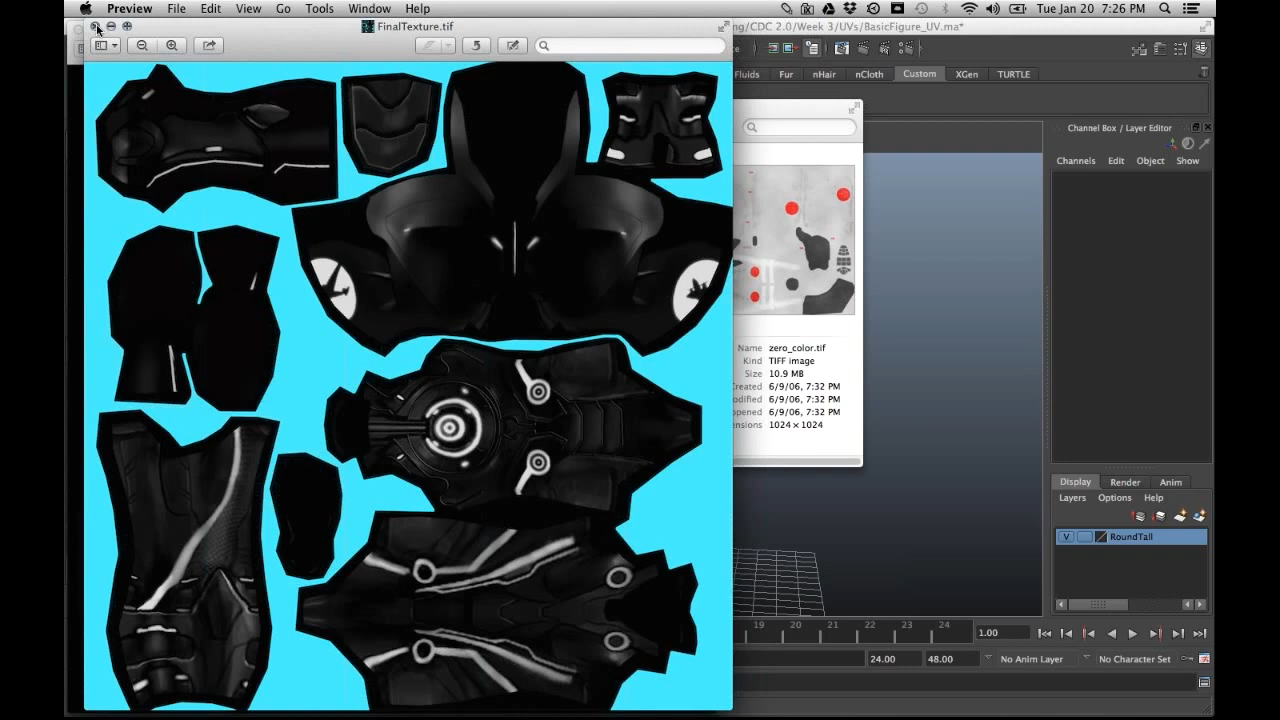 Preview File Edit View Go Tools Window Help Tue Jan 20 7:26 PM
FinalTexture.tif
ng/CDC 2.0/Week 3/UVs/BasicFigure_UV.ma*
Fluids Fur nHair nCloth Custom XGen TURTLE
Channel Box / Layer Editor
Channels Edit Object Show
Name zero_color.tif
Kind TIFF image
Size 10.9 MB
Created 6/9/06, 7:32 PM
odified 6/9/06, 7:32 PM
opened 6/9/06, 7:32 PM
ensions 1024×1024
Display Render Anim
Layers Options Help
V RoundTall
19 20 21 22 23 24 1.00
24.00 48.00 No Anim Layer No Character Set